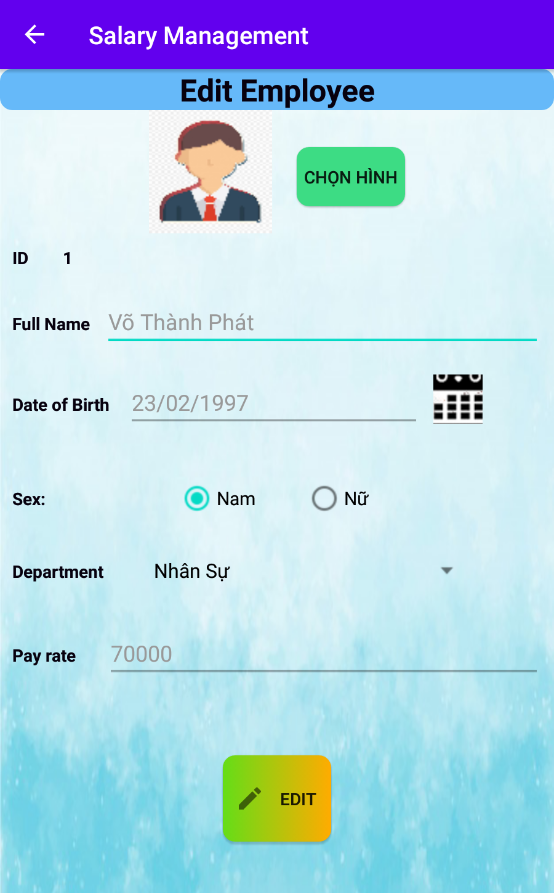 Salary Management
Edit Employee
CHỌN HÌNH
ID 1
Full Name Võ Thành Phát
Date of Birth 23/02/1997
Sex: Nam Nữ
Department Nhân Sự
Pay rate 70000
EDIT